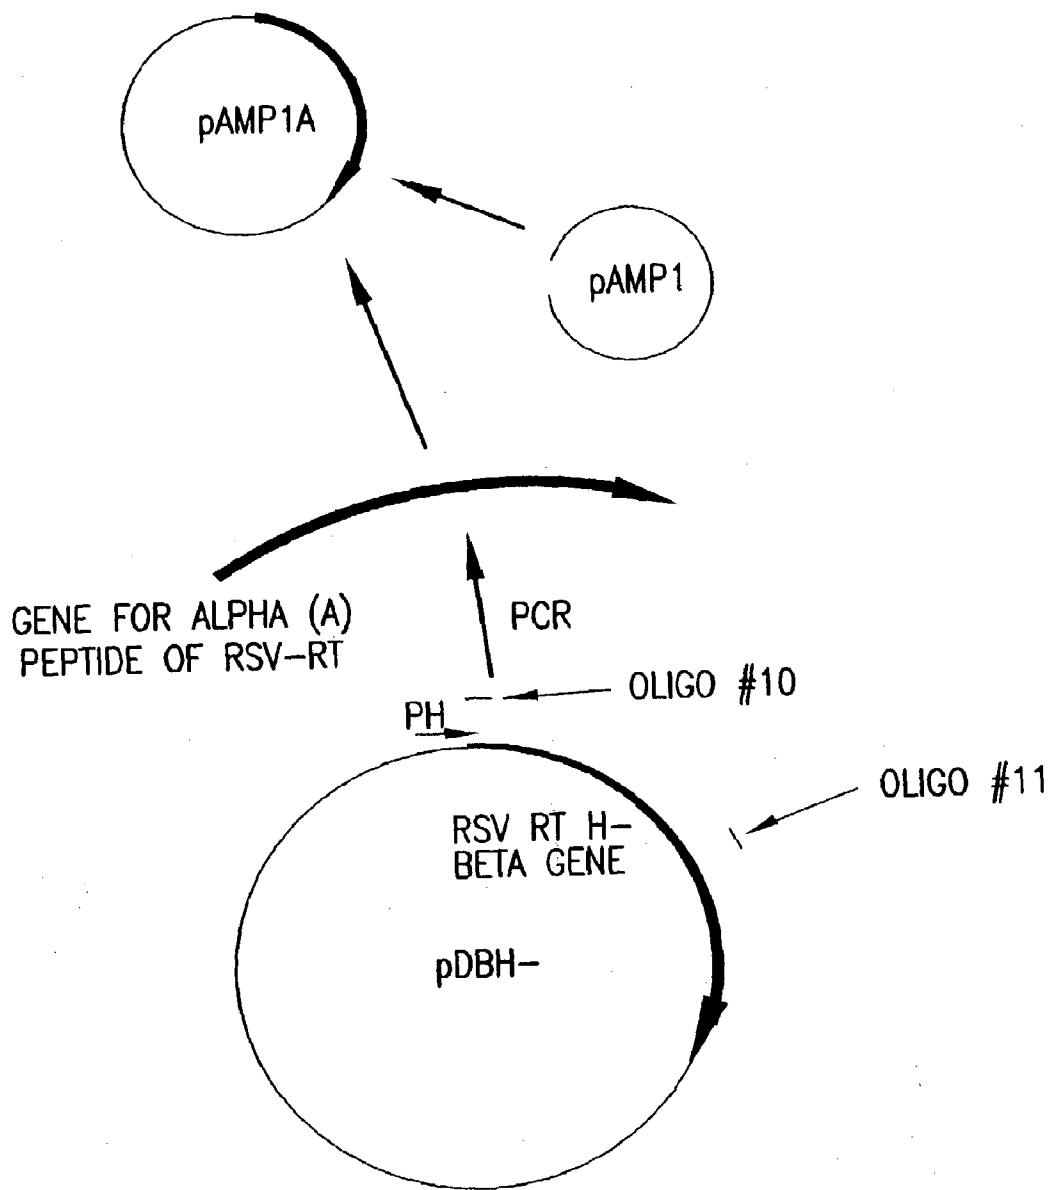 pAMP1A
pAMP1
GENE FOR ALPHA (A)
PEPTIDE OF RSV-RT
PCR
OLIGO #10
PH
OLIGO #11
RSV RT H-
BETA GENE
pDBH-